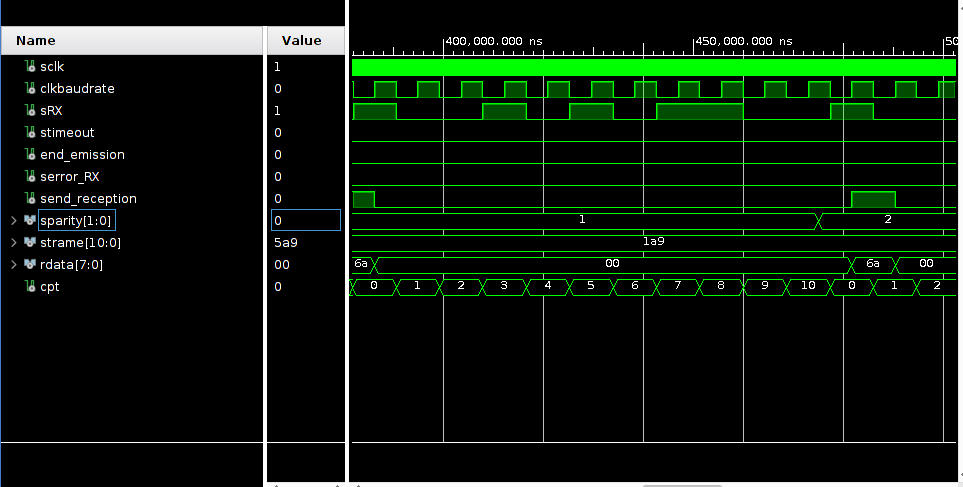 Name Value
400,000.000 ns 450,000.000 ns 50
sclk 1
clkbaudrate 0
sRX 1
stimeout 0
end_emission 0
serror_RX 0
send_reception 0
sparity[1:0] 0 1 2
strame[10:0] 5a9 1a9
rdata[7:0] 00 6a 00 6a 00
cpt 0 0 1 2 3 4 5 6 7 8 9 10 0 1 2